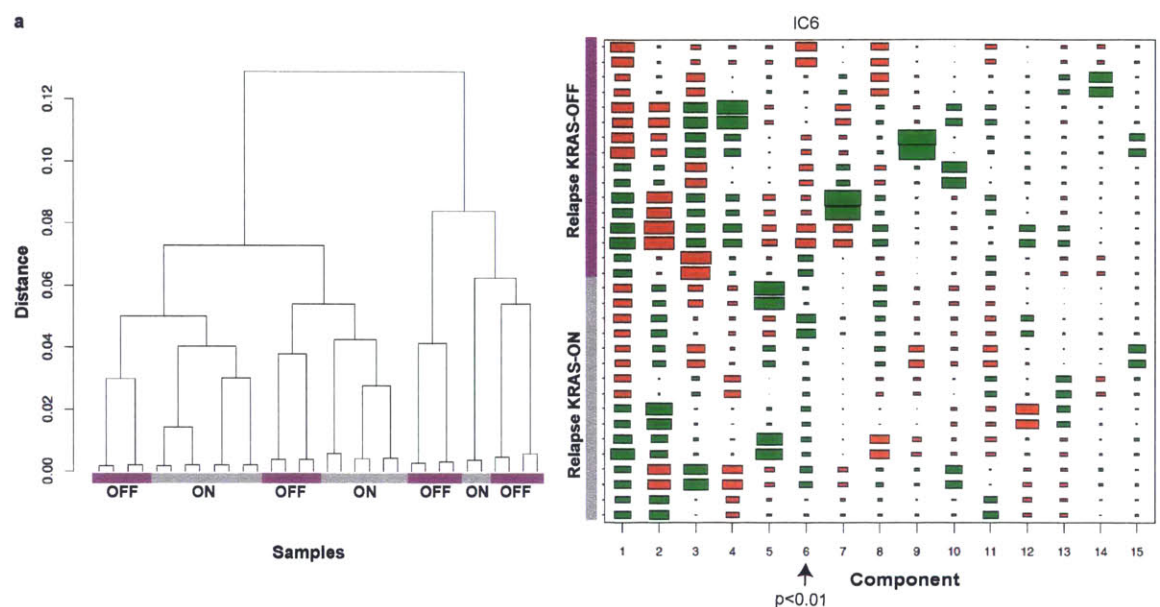 a
IC6
Distance
0.12
0.10
0.08
0.06
0.04
0.02
0.00
OFF ON OFF ON OFF ON OFF
Samples
Relapse KRAS-OFF
Relapse KRAS-ON
1 2 3 4 5 6 7 8 9 10 11 12 13 14 15
Component
p<0.01